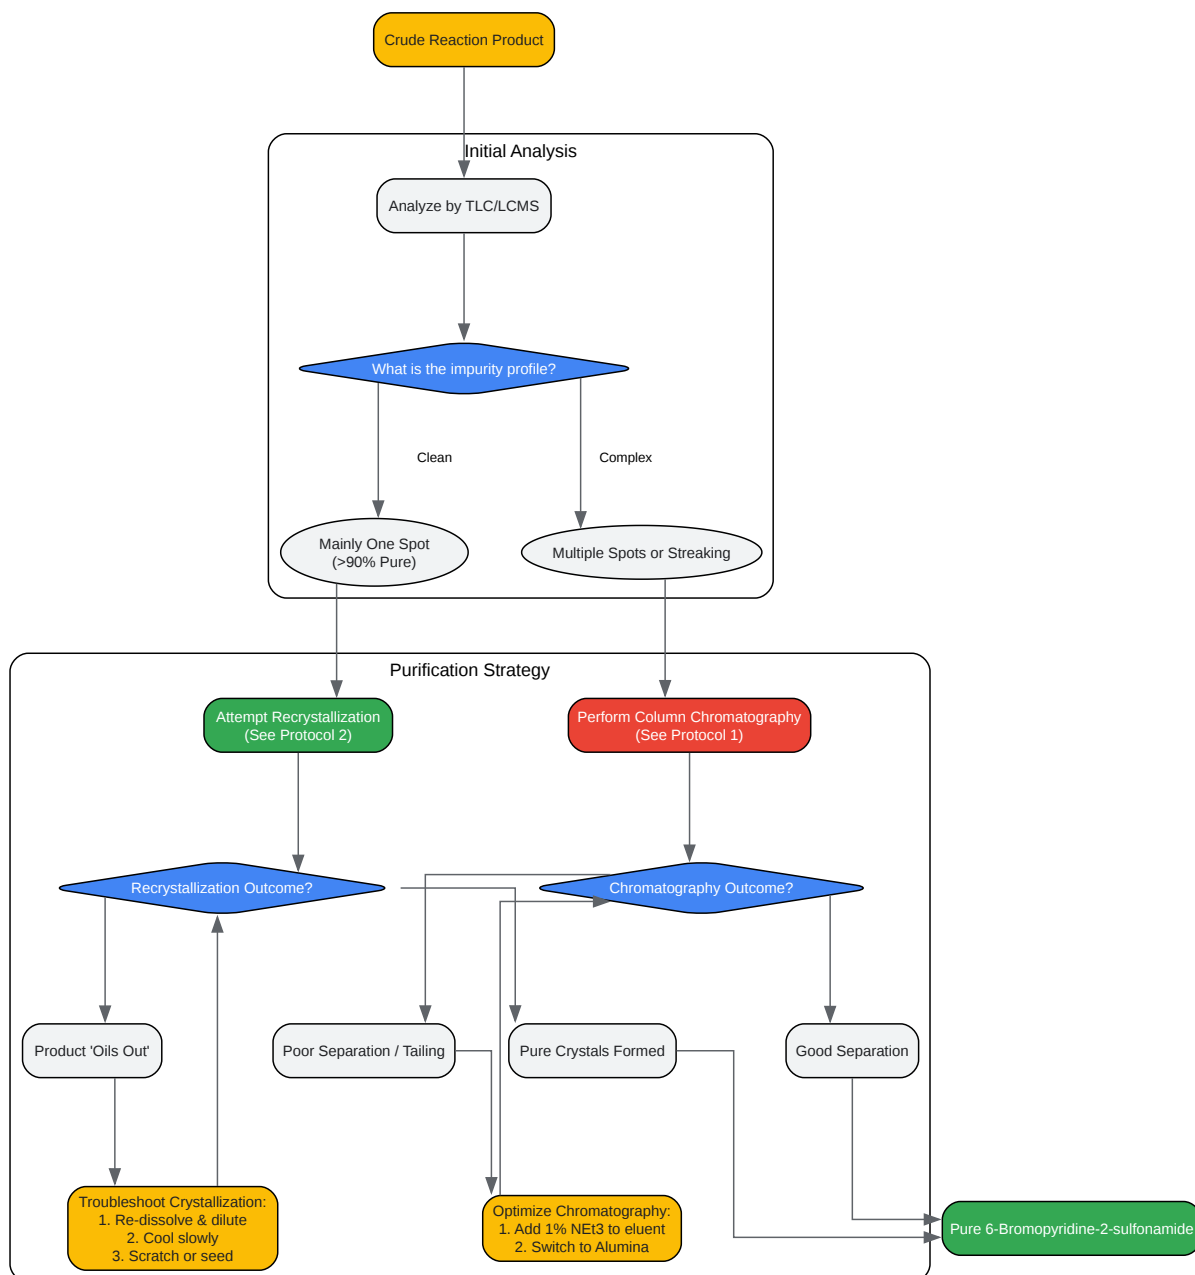 Crude Reaction Product
Initial Analysis
Analyze by TLC/LCMS
What is the impurity profile?
Clean
Complex
Mainly One Spot
(>90% Pure)
Multiple Spots or Streaking
Purification Strategy
Attempt Recrystallization
(See Protocol 2)
Perform Column Chromatography
(See Protocol 1)
Recrystallization Outcome?
Chromatography Outcome?
Product 'Oils Out'
Poor Separation / Tailing
Pure Crystals Formed
Good Separation
Troubleshoot Crystallization:
1. Re-dissolve & dilute
2. Cool slowly
3. Scratch or seed
Optimize Chromatography:
1. Add 1% NEt3 to eluent
2. Switch to Alumina
Pure 6-Bromopyridine-2-sulfonamide